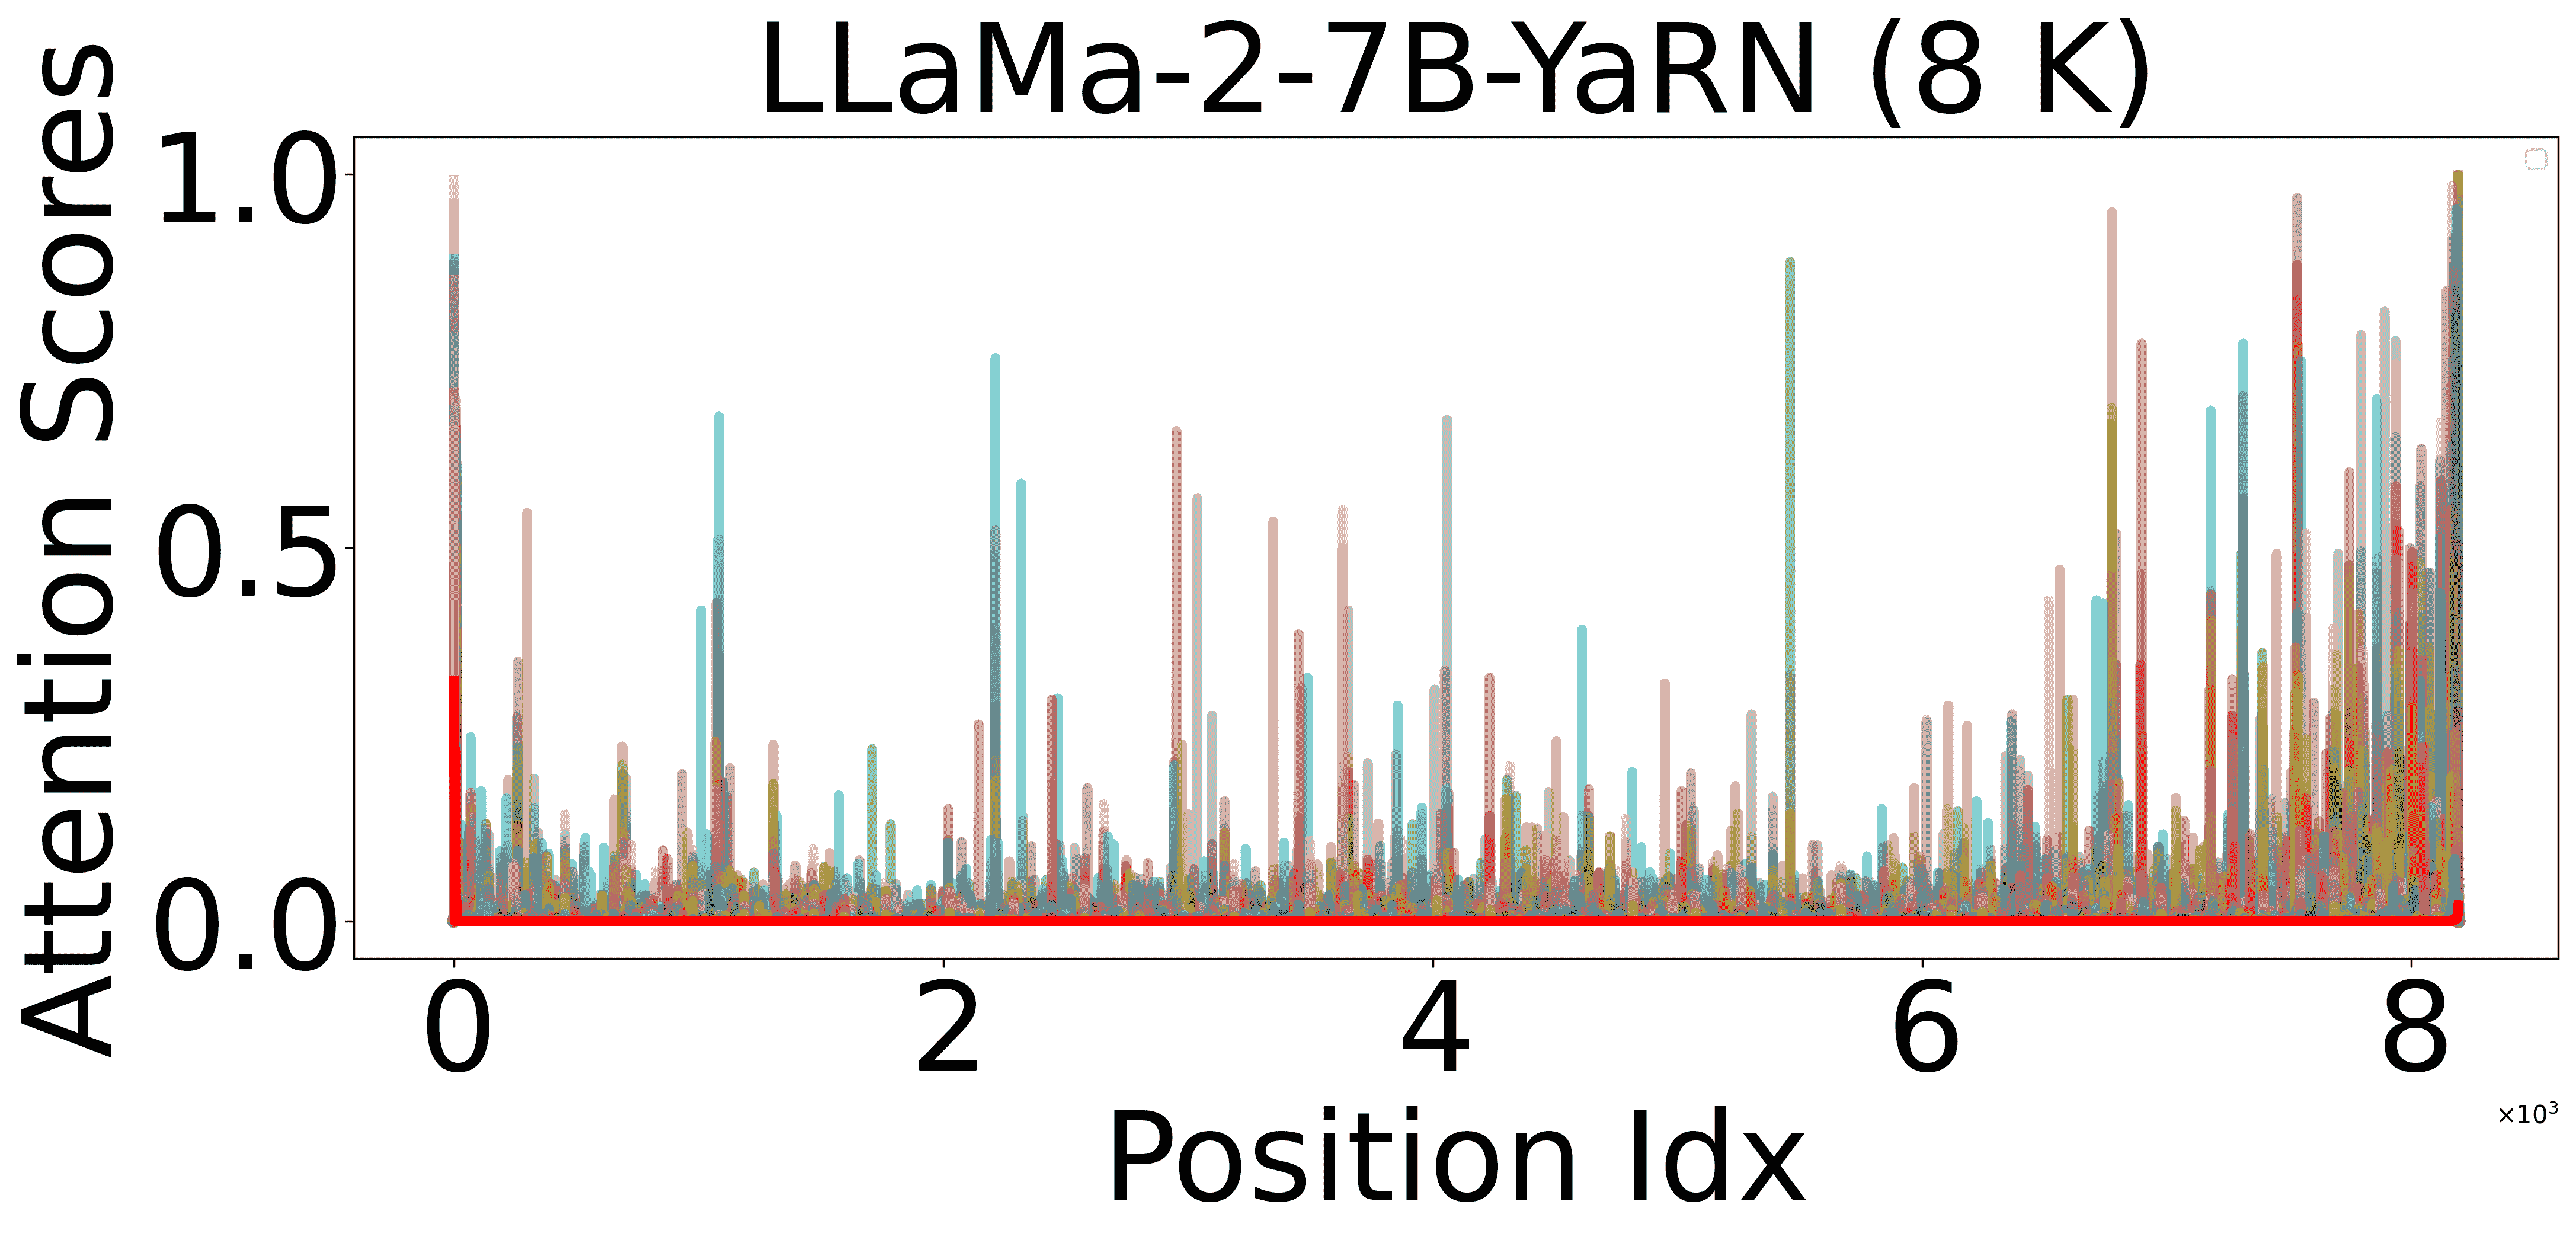 LLaMa-2-7B-YaRN (8 K)
Attention Scores
1.0
0.5
0.0
0 2 4 6 8
×10³
Position Idx